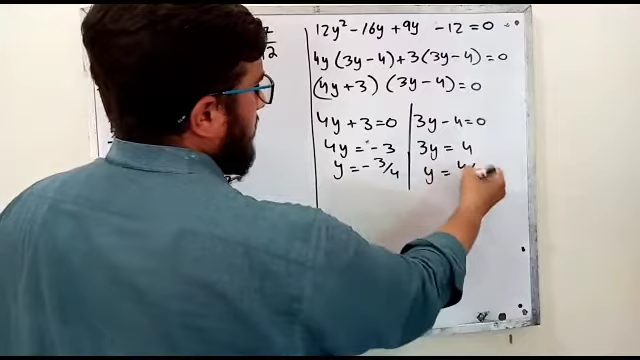 12y² - 16y + 9y - 12 = 0
4y (3y - 4) + 3 (3y - 4) = 0
(4y + 3) (3y - 4) = 0
4y + 3 = 0
4y = - 3
y = - 3/4
3y - 4 = 0
3y = 4
y = 4/